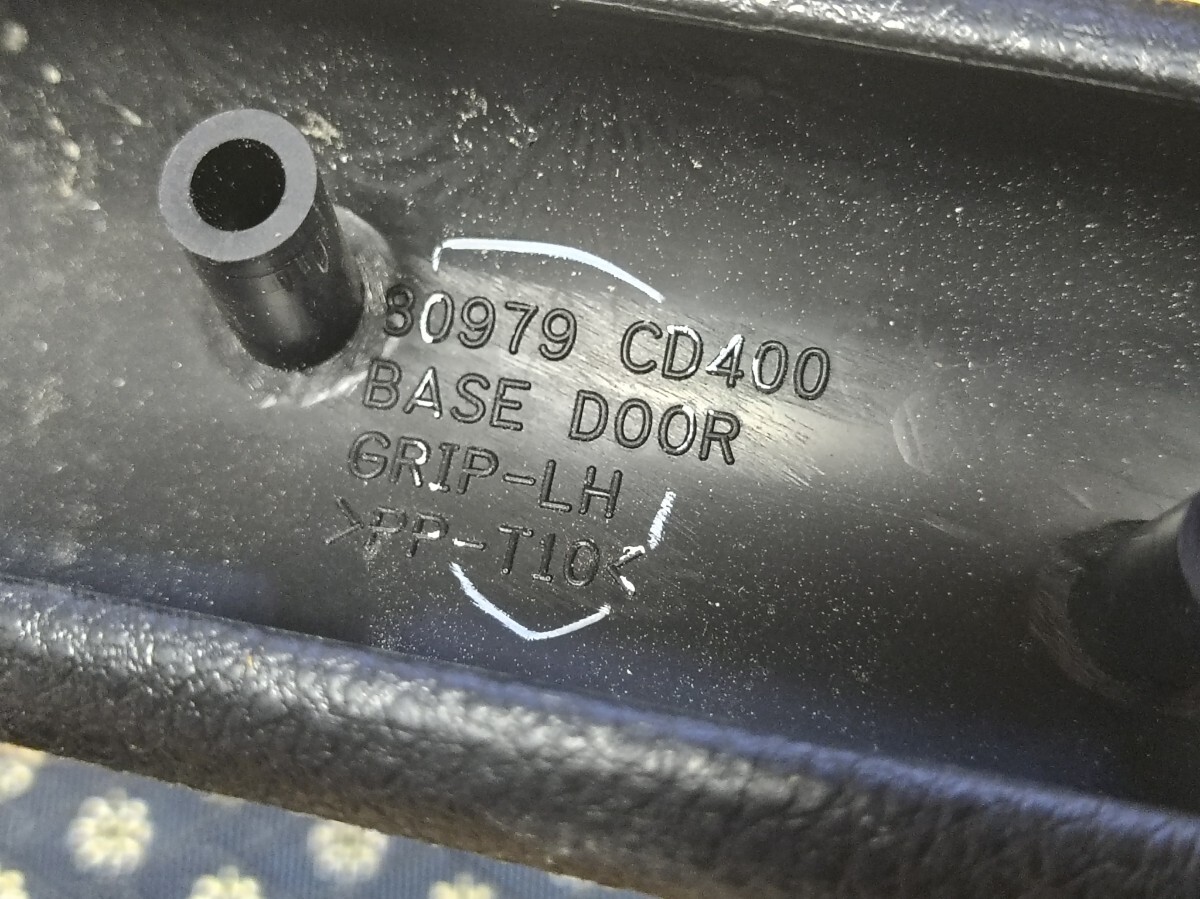 80979 CD400
BASE DOOR
GRIP-LH
>PP-T10<